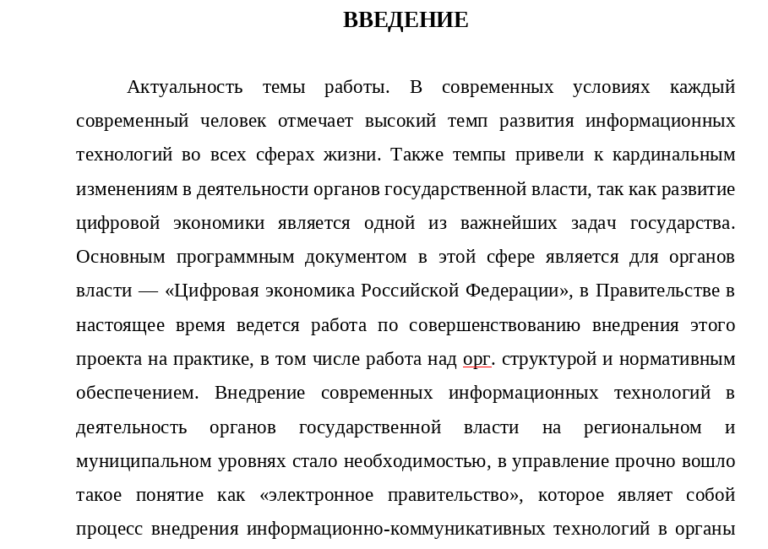 ВВЕДЕНИЕ
Актуальность темы работы. В современных условиях каждый
современный человек отмечает высокий темп развития информационных
технологий во всех сферах жизни. Также темпы привели к кардинальным
изменениям в деятельности органов государственной власти, так как развитие
цифровой экономики является одной из важнейших задач государства.
Основным программным документом в этой сфере является для органов
власти — «Цифровая экономика Российской Федерации», в Правительстве в
настоящее время ведется работа по совершенствованию внедрения этого
проекта на практике, в том числе работа над орг. структурой и нормативным
обеспечением. Внедрение современных информационных технологий в
деятельность органов государственной власти на региональном и
муниципальном уровнях стало необходимостью, в управление прочно вошло
такое понятие как «электронное правительство», которое являет собой
процесс внедрения информационно-коммуникативных технологий в органы